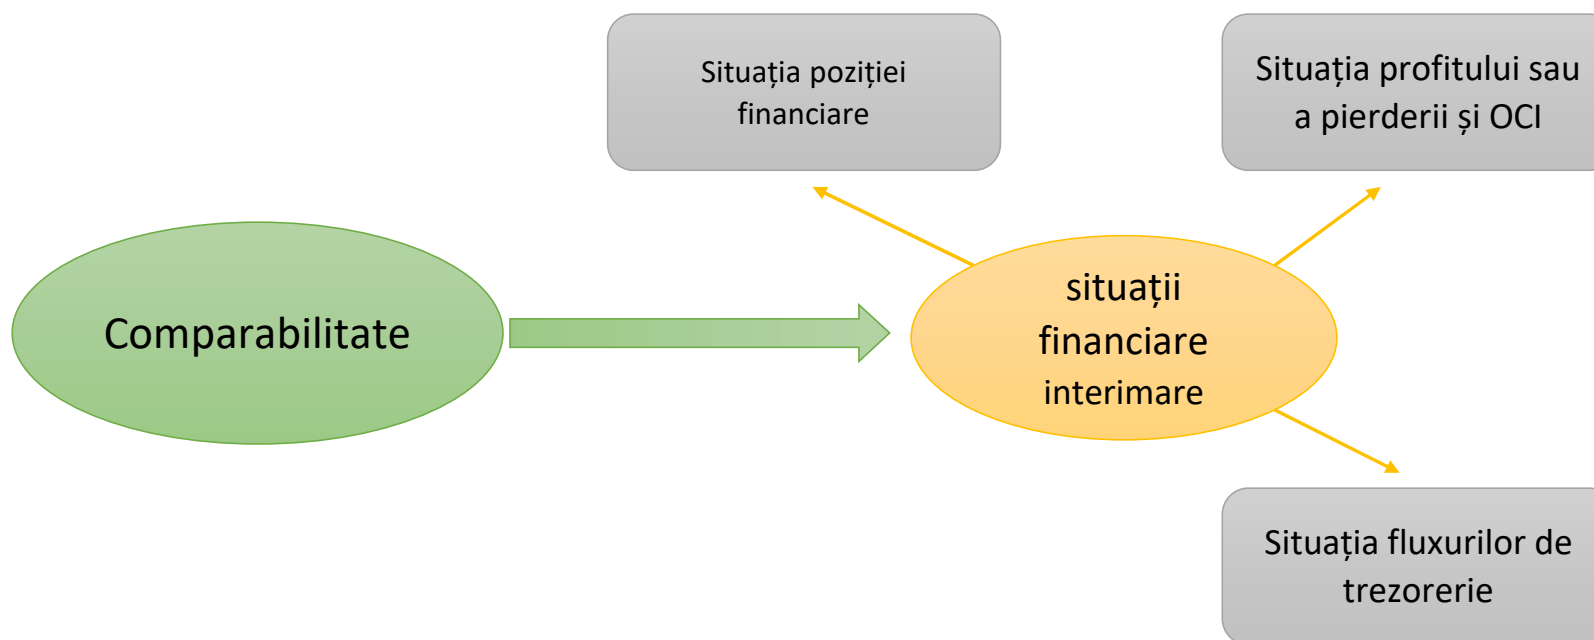 Situația poziției
financiare
Situația profitului sau
a pierderii și OCI
Comparabilitate
situații
financiare
interimare
Situația fluxurilor de
trezorerie